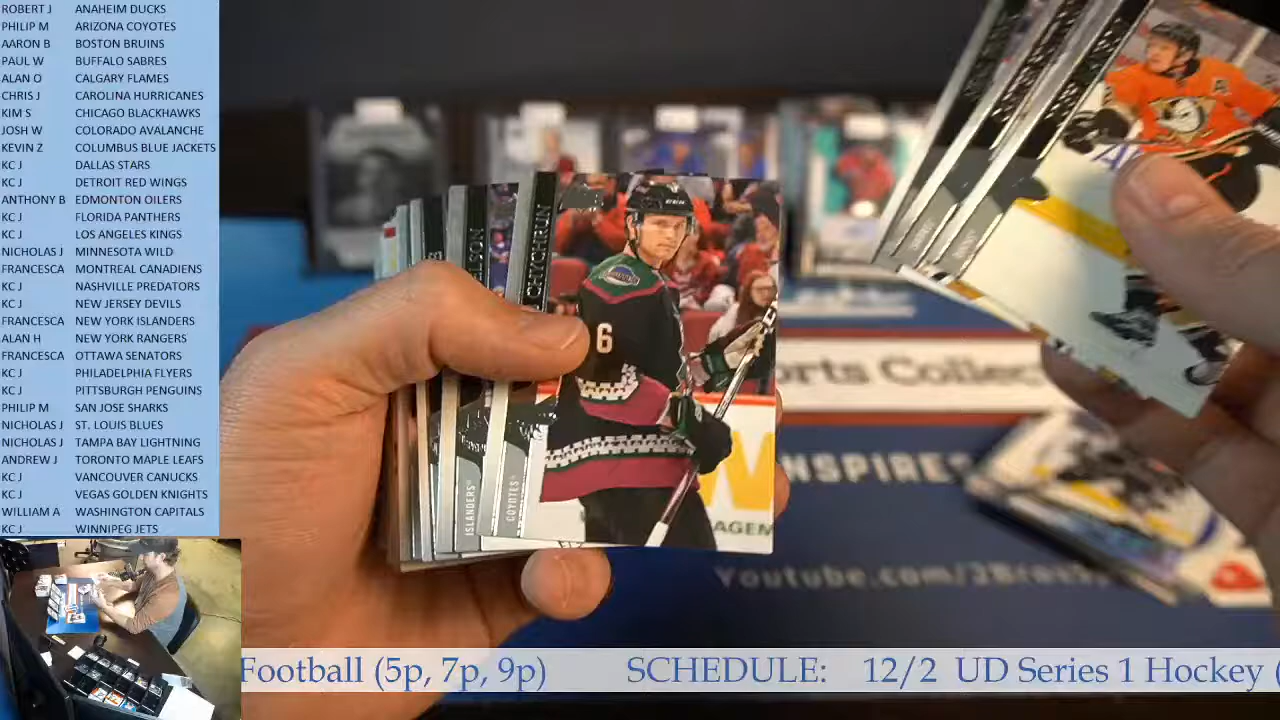 ROBERT J ANAHEIM DUCKS
PHILIP M ARIZONA COYOTES
AARON B BOSTON BRUINS
PAUL W BUFFALO SABRES
ALAN O CALGARY FLAMES
CHRIS J CAROLINA HURRICANES
KIM S CHICAGO BLACKHAWKS
JOSH W COLORADO AVALANCHE
KEVIN Z COLUMBUS BLUE JACKETS
KC J DALLAS STARS
KC J DETROIT RED WINGS
ANTHONY B EDMONTON OILERS
KC J FLORIDA PANTHERS
KC J LOS ANGELES KINGS
NICHOLAS J MINNESOTA WILD
FRANCESCA MONTREAL CANADIENS
KC J NASHVILLE PREDATORS
KC J NEW JERSEY DEVILS
FRANCESCA NEW YORK ISLANDERS
ALAN H NEW YORK RANGERS
FRANCESCA OTTAWA SENATORS
KC J PHILADELPHIA FLYERS
KC J PITTSBURGH PENGUINS
PHILIP M SAN JOSE SHARKS
NICHOLAS J ST. LOUIS BLUES
NICHOLAS J TAMPA BAY LIGHTNING
ANDREW J TORONTO MAPLE LEAFS
KC J VANCOUVER CANUCKS
KC J VEGAS GOLDEN KNIGHTS
WILLIAM A WASHINGTON CAPITALS
KC J WINNIPEG JETS
CHYCHRUN
COYOTES
6
ISLANDERS
orts Collec
NSPIRES
Youtube.com/2Br
AGEM
Football (5p, 7p, 9p) SCHEDULE: 12/2 UD Series 1 Hockey (